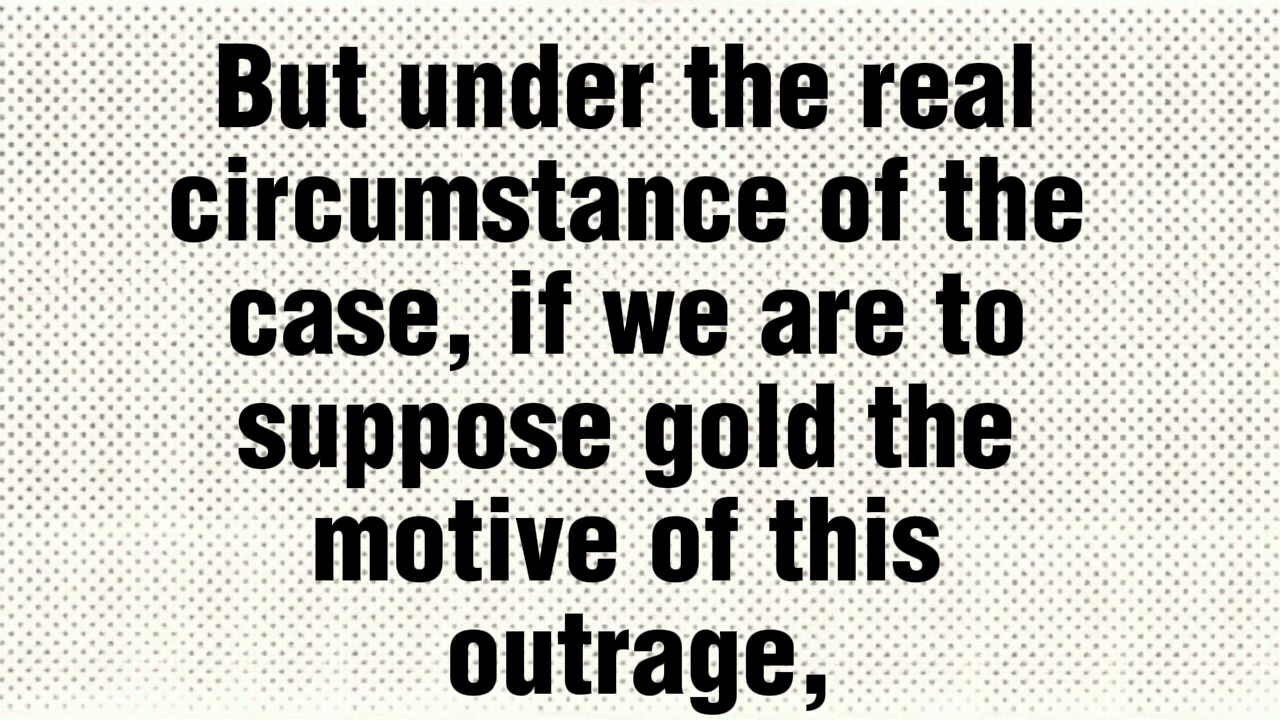 But under the real
circumstance of the
case, if we are to
suppose gold the
motive of this
outrage,